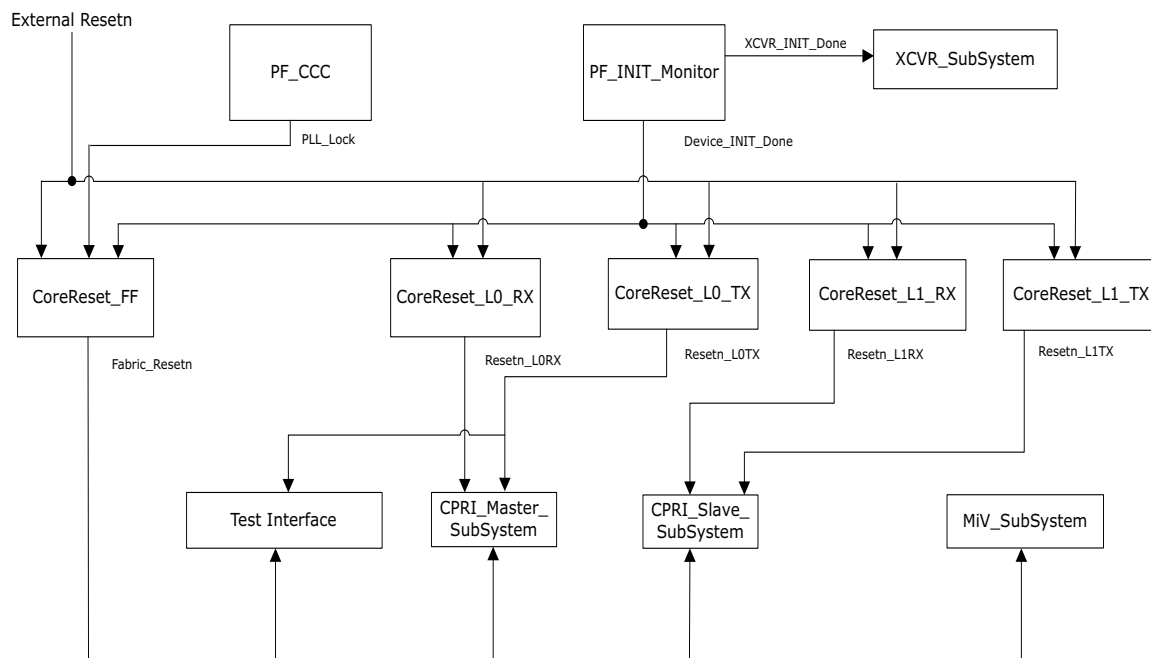 External Resetn
XCVR_INIT_Done
PF_CCC
PF_INIT_Monitor
XCVR_SubSystem
PLL_Lock
Device_INIT_Done
CoreReset_FF
CoreReset_L0_RX
CoreReset_L0_TX
CoreReset_L1_RX
CoreReset_L1_TX
Fabric_Resetn
Resetn_L0RX
Resetn_L0TX
Resetn_L1RX
Resetn_L1TX
Test Interface
CPRI_Master_
SubSystem
CPRI_Slave_
SubSystem
MiV_SubSystem